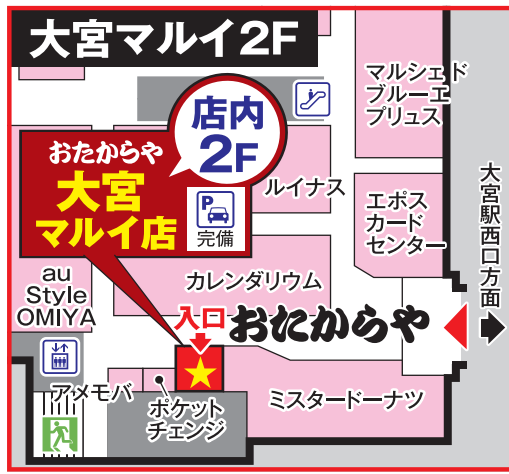 大宮マルイ2F
マルシェド
ブルーエ
プリュス
店内
2F
おたからや
大宮
マルイ店
P
完備
ルイナス
エポス
カード
センター
大宮駅西口方面
au
Style
OMIYA
カレンダリウム
入口
おたからや
アメモバ
ポケット
チェンジ
ミスタードーナツ